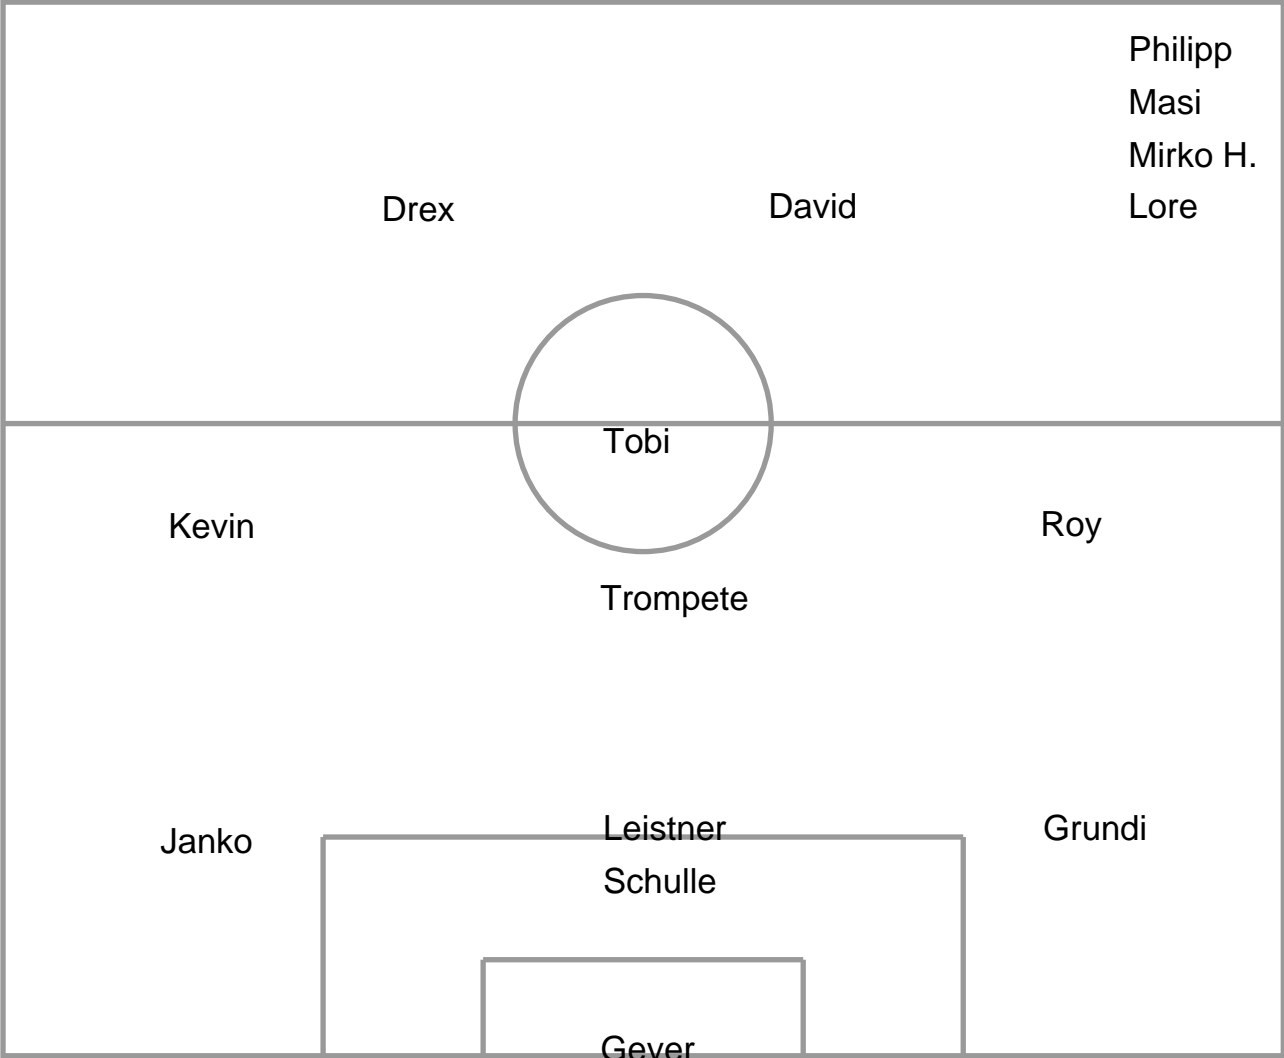 Philipp
Masi
Mirko H.
Drex David Lore
Tobi
Kevin Roy
Trompete
Janko Leistner Grundi
Schulle
Geyer